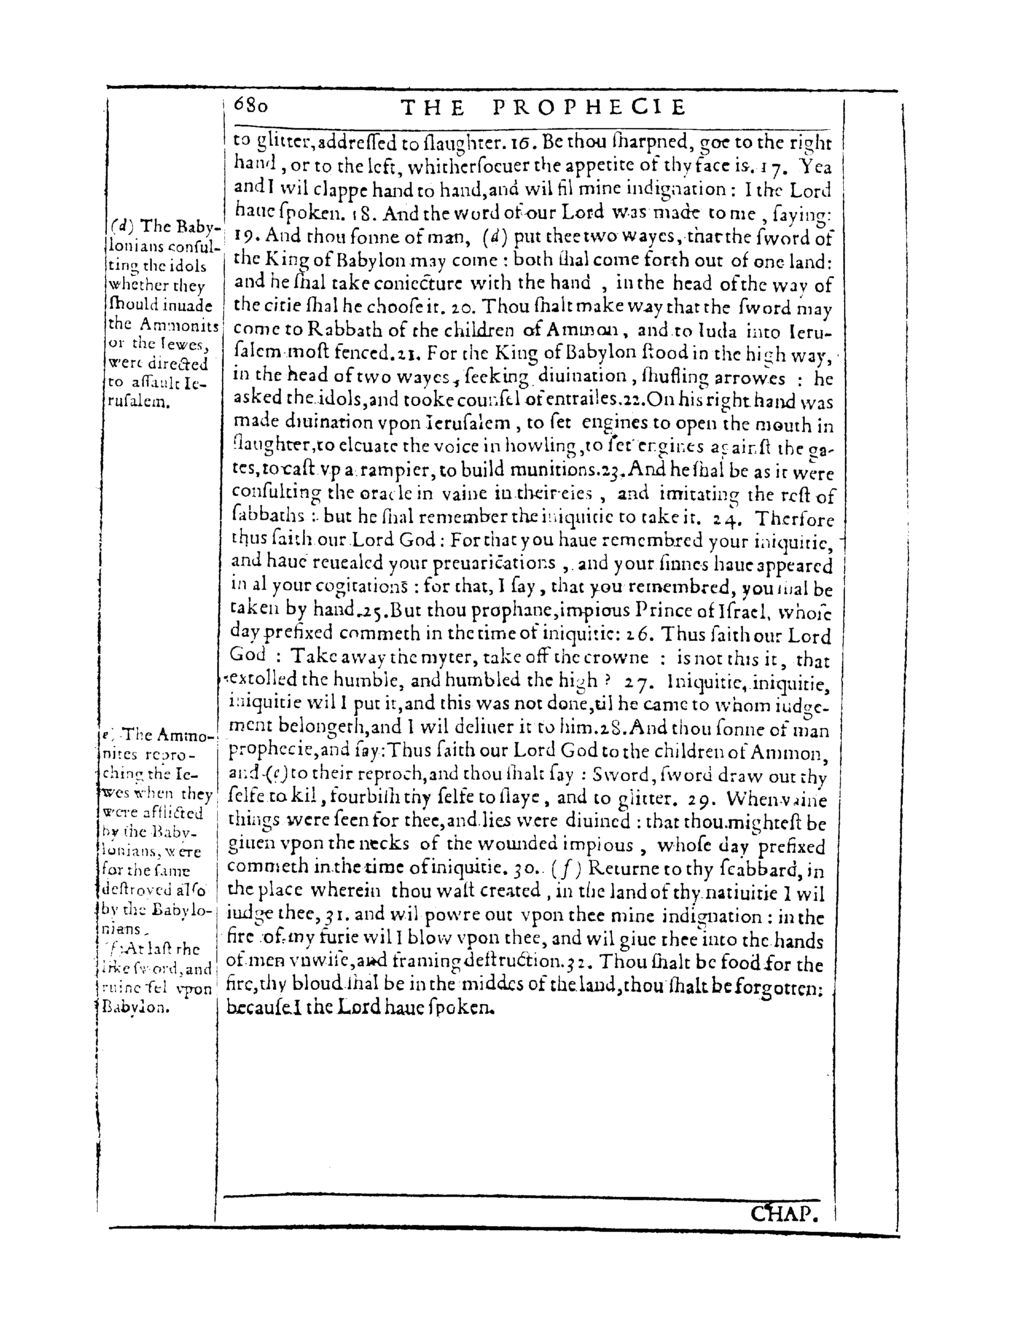 680 THE PROPHECIE
to glitter, addreſſed to ſlaughter. 16. Be thou ſharpned, goe to the right
hand, or to the left, whitherſoeuer the appetite of thy face is. 17. Yea
and I wil clappe hand to hand, and wil fil mine indignation: I the Lord
haue ſpoken. 18. And the word of our Lord was made to me, ſaying:
19. And thou ſonne of man, (d) put thee two wayes, that the ſword of
the King of Babylon may come: both ſhal come forth out of one land:
and he ſhal take coniecture with the hand, in the head of the way of
the citie ſhal he chooſe it. 20. Thou ſhalt make way that the ſword may
come to Rabbath of the children of Ammon, and to Iuda into Ieru-
ſalem moſt fenced. 21. For the King of Babylon ſtood in the high way,
in the head of two wayes, ſeeking diuination, ſhufling arrowes: he
asked the idols, and tooke counſel of entrailes. 22. On his right hand was
made diuination vpon Ieruſalem, to ſet engines to open the mouth in
ſlaughter, to eleuate the voice in howling, to ſet engines againſt the ga-
tes, to caſt vp a rampier, to build munitions. 23. And he ſhal be as it were
conſulting the oracle in vaine in their eies, and imitating the reſt of
ſabbaths: but he ſhal remember the iniquitie to take it. 24. Therfore
thus ſaith our Lord God: For that you haue remembred your iniquitie,
and haue reuealed your preuarications, and your ſinnes haue appeared
in al your cogitations: for that, I ſay, that you remembred, you ſhal be
taken by hand. 25. But thou prophane, impious Prince of Iſrael, whoſe
day prefixed commeth in the time of iniquitie: 26. Thus ſaith our Lord
God: Take away the myter, take off the crowne: is not this it, that
extolled the humble, and humbled the high? 27. Iniquitie, iniquitie,
iniquitie wil I put it, and this was not done, til he came to whom iudge-
ment belongeth, and I wil deliuer it to him. 28. And thou ſonne of man
prophecie, and ſay: Thus ſaith our Lord God to the children of Ammon,
and (e) to their reproch, and thou ſhalt ſay: Sword, ſword draw out thy
ſelfe to kil, fourbiſh thy ſelfe to ſlaye, and to glitter. 29. When vaine
things were ſeen for thee, and lies were diuined: that thou mighteſt be
giuen vpon the necks of the wounded impious, whoſe day prefixed
commeth in the time of iniquitie. 30. (f) Returne to thy ſcabbard, in
the place wherein thou waſt created, in the land of thy natiuitie I wil
iudge thee, 31. and wil powre out vpon thee mine indignation: in the
fire of my furie wil I blow vpon thee, and wil giue thee into the hands
of men vnwiſe, and framing deſtruction. 32. Thou ſhalt be food for the
fire, thy bloud ſhal be in the middes of the land, thou ſhalt be forgotten:
becauſe I the Lord haue ſpoken.
(d) The Baby-
lonians conſul-
ting the idols
whether they
ſhould inuade
the Ammonits
or the Iewes,
were directed
to aſſault Ie-
ruſalem.
e: The Ammo-
nites repro-
ching the Ie-
wes when they
were afflicted
by the Baby-
lonians, were
for the ſame
deſtroyed alſo
by the Babylo-
nians.
f: At laſt the
like ſword, and
ruine fel vpon
Babylon.
CHAP.